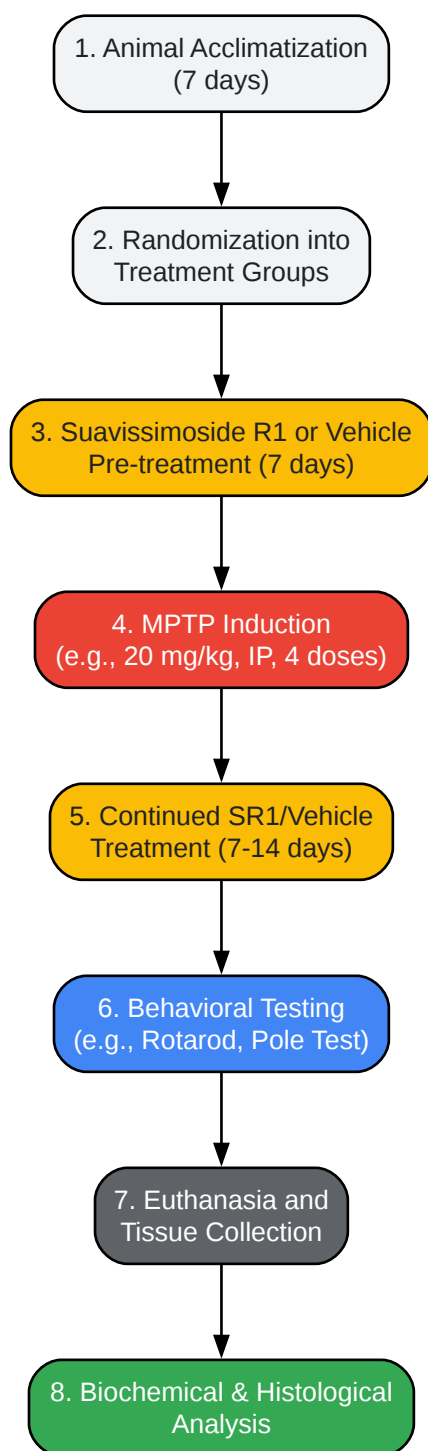 1. Animal Acclimatization
(7 days)
2. Randomization into
Treatment Groups
3. Suavissimoside R1 or Vehicle
Pre-treatment (7 days)
4. MPTP Induction
(e.g., 20 mg/kg, IP, 4 doses)
5. Continued SR1/Vehicle
Treatment (7-14 days)
6. Behavioral Testing
(e.g., Rotarod, Pole Test)
7. Euthanasia and
Tissue Collection
8. Biochemical & Histological
Analysis